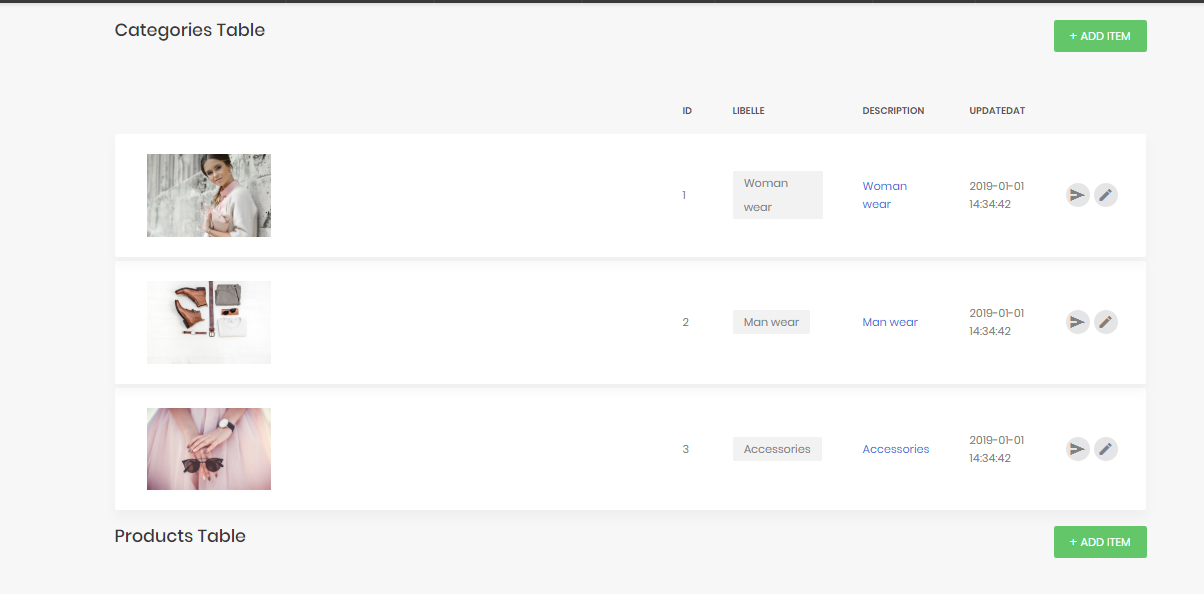 Categories Table
+ ADD ITEM
ID LIBELLE DESCRIPTION UPDATEDAT
1 Woman wear Woman wear 2019-01-01 14:34:42
2 Man wear Man wear 2019-01-01 14:34:42
3 Accessories Accessories 2019-01-01 14:34:42
Products Table
+ ADD ITEM